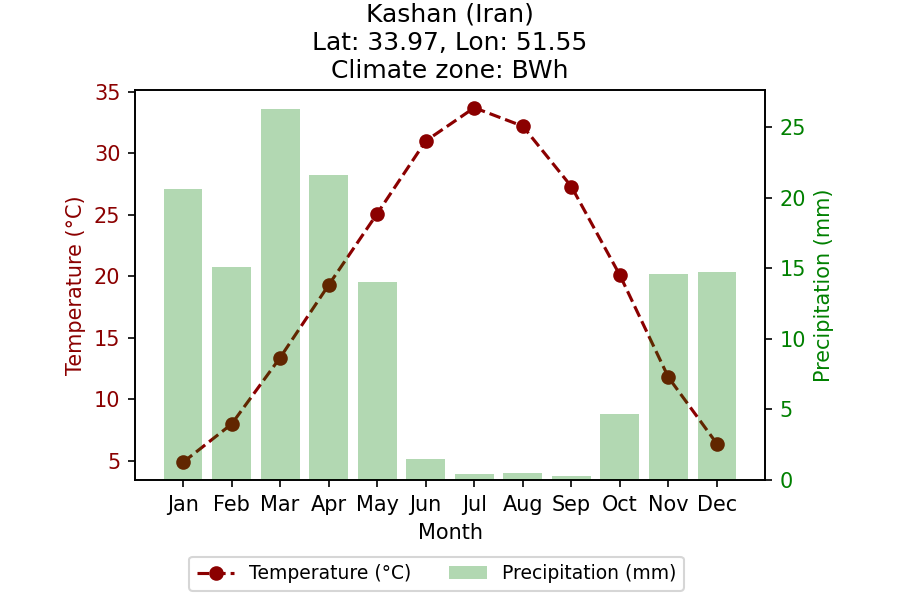 Kashan (Iran)
Lat: 33.97, Lon: 51.55
Climate zone: BWh
Temperature (°C)
35
30
25
20
15
10
5
25
20
15
10
5
0
Precipitation (mm)
Jan Feb Mar Apr May Jun Jul Aug Sep Oct Nov Dec
Month
Temperature (°C) Precipitation (mm)